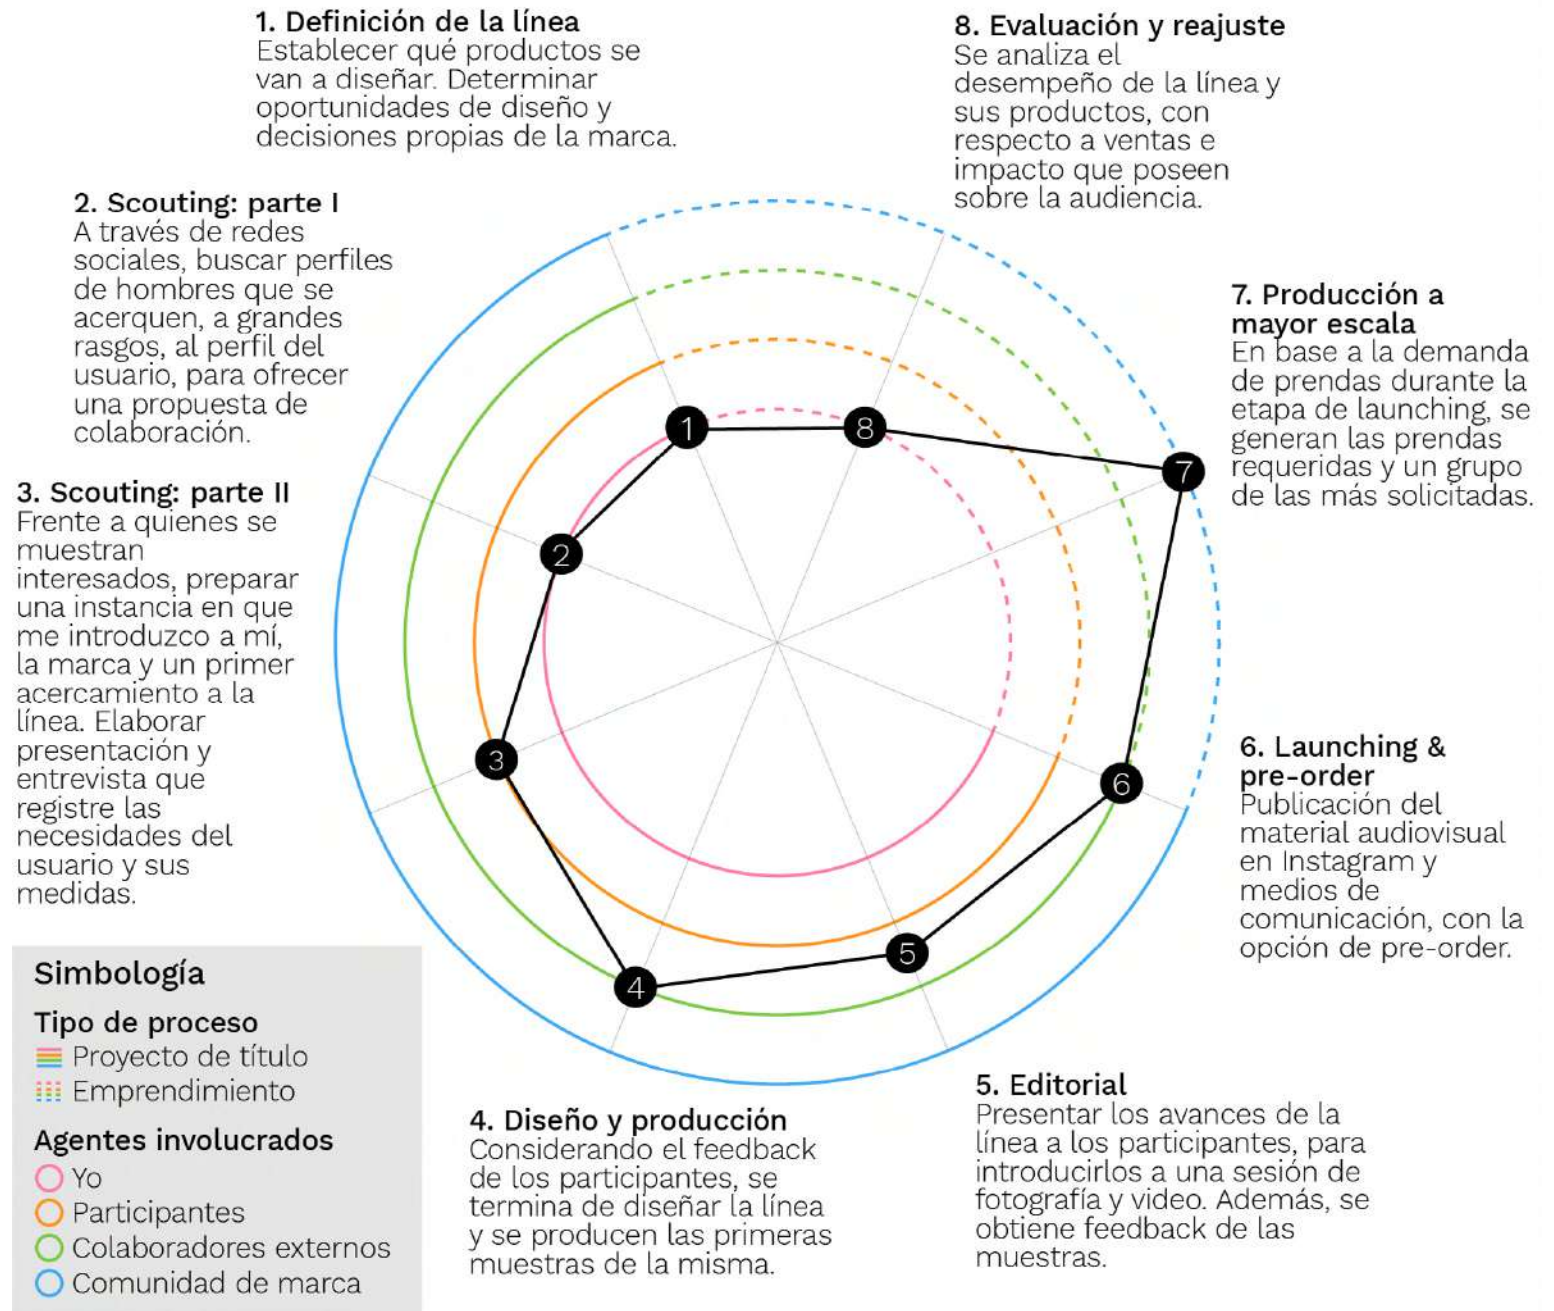 1. Definición de la línea
Establecer qué productos se
van a diseñar. Determinar
oportunidades de diseño y
decisiones propias de la marca.
2. Scouting: parte I
A través de redes
sociales, buscar perfiles
de hombres que se
acerquen, a grandes
rasgos, al perfil del
usuario, para ofrecer
una propuesta de
colaboración.
3. Scouting: parte II
Frente a quienes se
muestran
interesados, preparar
una instancia en que
me introduzco a mí,
la marca y un primer
acercamiento a la
línea. Elaborar
presentación y
entrevista que
registre las
necesidades del
usuario y sus
medidas.
4. Diseño y producción
Considerando el feedback
de los participantes, se
termina de diseñar la línea
y se producen las primeras
muestras de la misma.
5. Editorial
Presentar los avances de la
línea a los participantes, para
introducirlos a una sesión de
fotografía y video. Además, se
obtiene feedback de las
muestras.
6. Launching &
pre-order
Publicación del
material audiovisual
en Instagram y
medios de
comunicación, con la
opción de pre-order.
7. Producción a
mayor escala
En base a la demanda
de prendas durante la
etapa de launching, se
generan las prendas
requeridas y un grupo
de las más solicitadas.
8. Evaluación y reajuste
Se analiza el
desempeño de la línea y
sus productos, con
respecto a ventas e
impacto que poseen
sobre la audiencia.
1
2
3
4
5
6
7
8
Simbología
Tipo de proceso
Proyecto de título
Emprendimiento
Agentes involucrados
Yo
Participantes
Colaboradores externos
Comunidad de marca